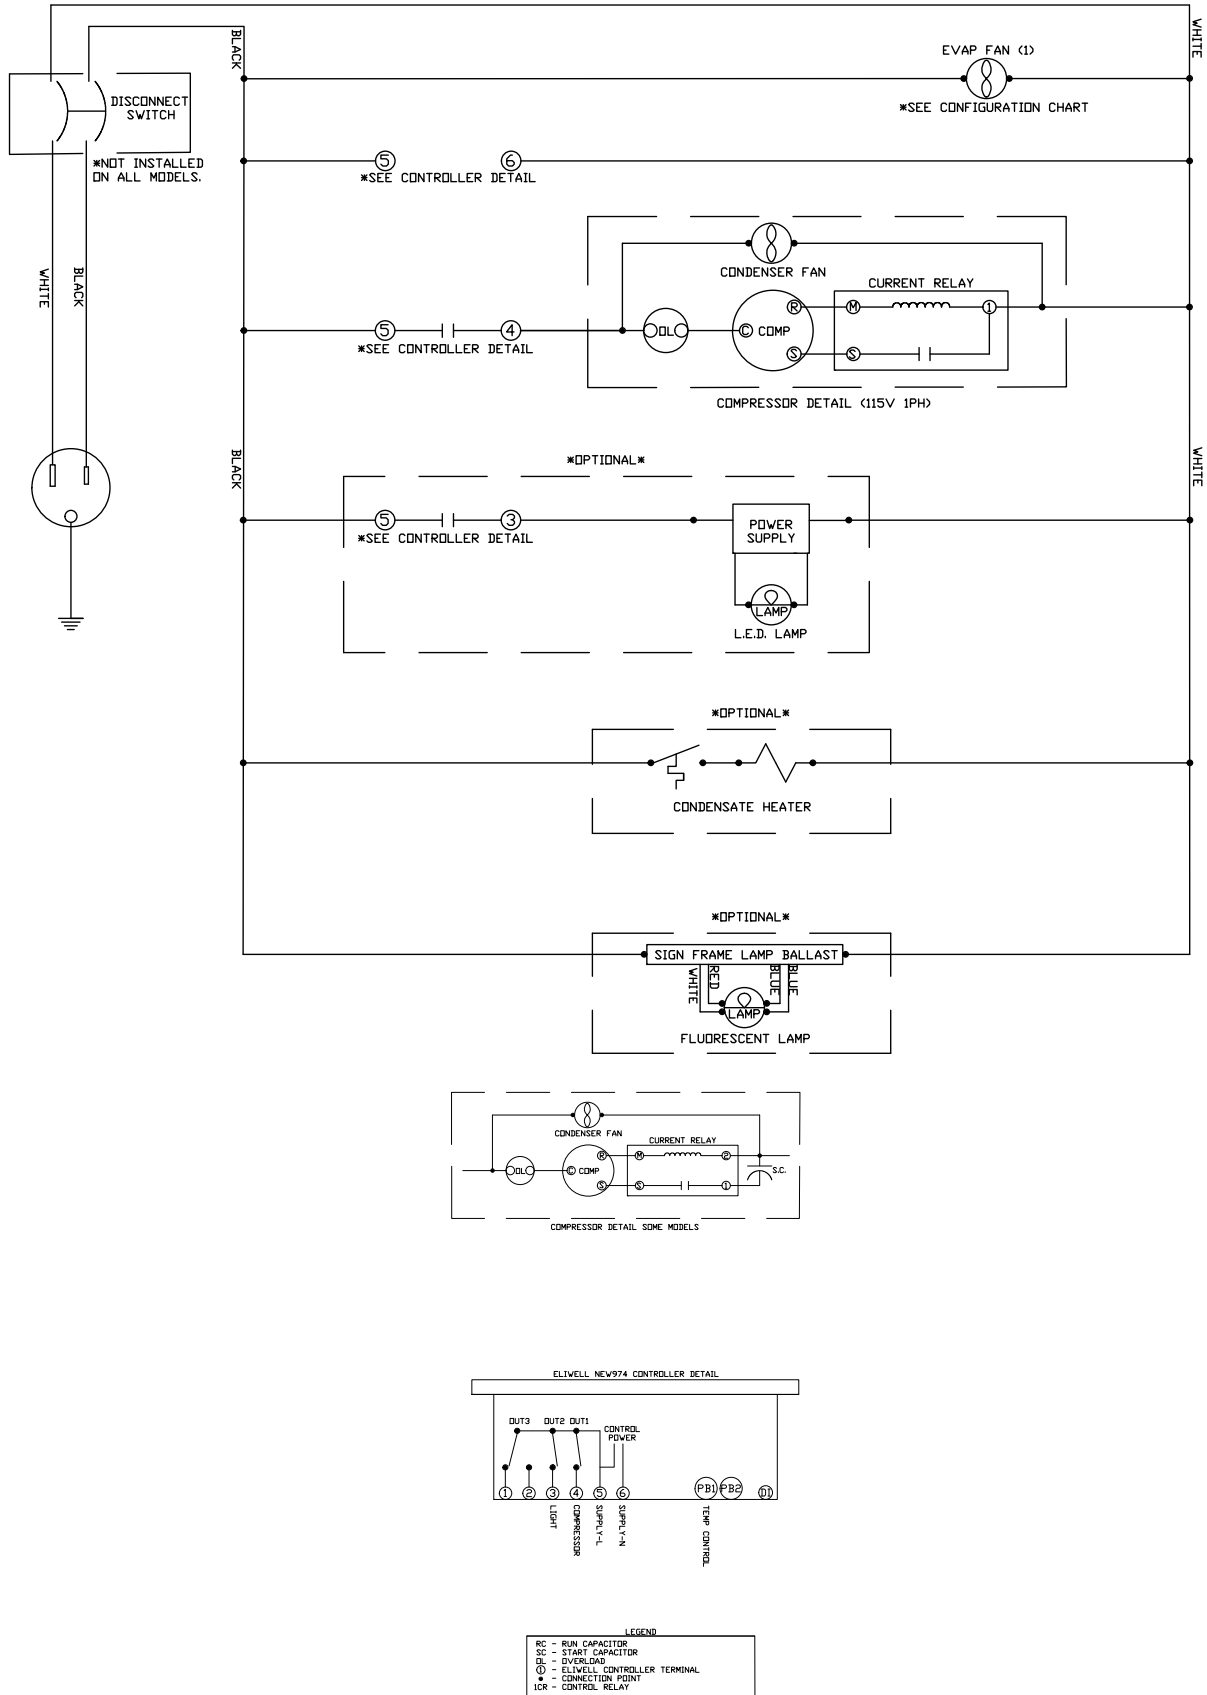 BLACK
WHITE
EVAP FAN (1)
*SEE CONFIGURATION CHART
DISCONNECT
SWITCH
*NOT INSTALLED
ON ALL MODELS.
5
6
*SEE CONTROLLER DETAIL
WHITE
BLACK
CONDENSER FAN
CURRENT RELAY
R
M
1
5
4
OL
C COMP
S
S
*SEE CONTROLLER DETAIL
COMPRESSOR DETAIL (115V 1PH)
BLACK
WHITE
*OPTIONAL*
5
3
*SEE CONTROLLER DETAIL
POWER
SUPPLY
LAMP
L.E.D. LAMP
*OPTIONAL*
CONDENSATE HEATER
*OPTIONAL*
SIGN FRAME LAMP BALLAST
WHITE
RED
BLUE
BLUE
LAMP
FLUORESCENT LAMP
CONDENSER FAN
CURRENT RELAY
R
M
2
OL
C COMP
S.C.
S
S
1
COMPRESSOR DETAIL SOME MODELS
ELIWELL NEW974 CONTROLLER DETAIL
OUT3
OUT2
OUT1
CONTROL
POWER
1
2
3
4
5
6
PB1
PB2
DI
LIGHT
COMPRESSOR
SUPPLY-L
SUPPLY-N
TEMP CONTROL
LEGEND
RC - RUN CAPACITOR
SC - START CAPACITOR
OL - OVERLOAD
1 - ELIWELL CONTROLLER TERMINAL
• - CONNECTION POINT
1CR - CONTROL RELAY